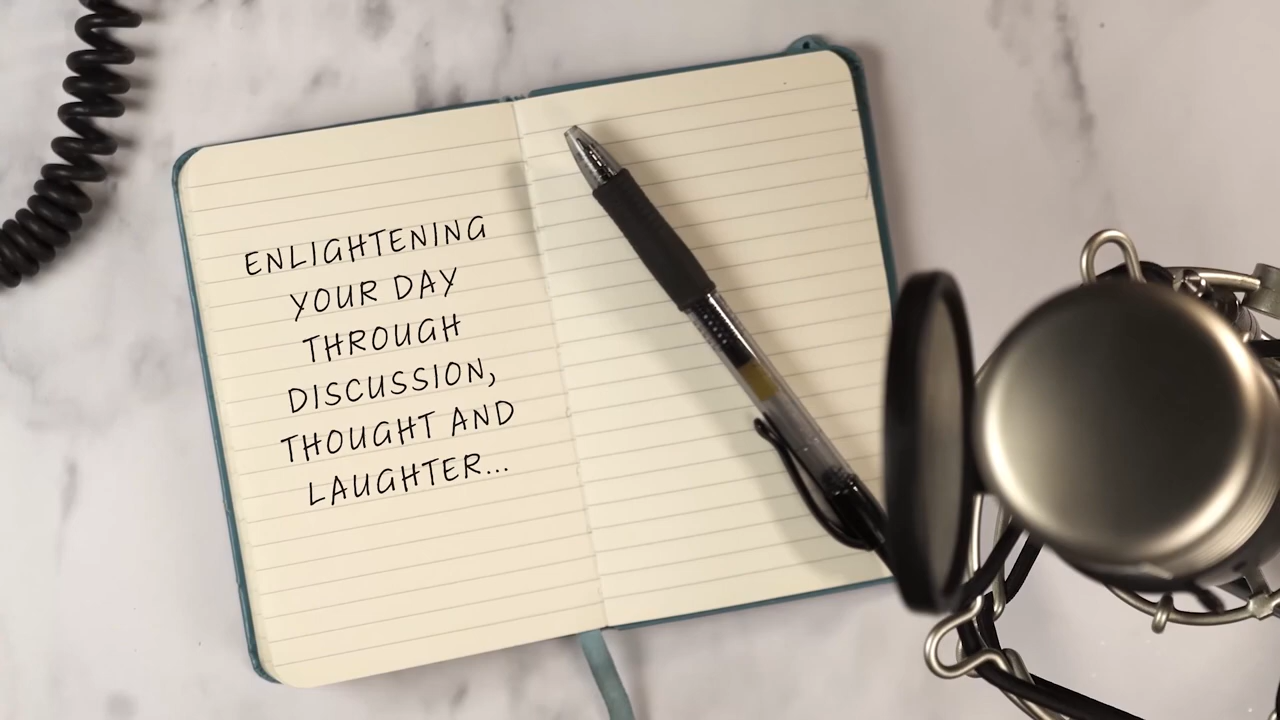 ENLIGHTENING
YOUR DAY
THROUGH
DISCUSSION,
THOUGHT AND
LAUGHTER...